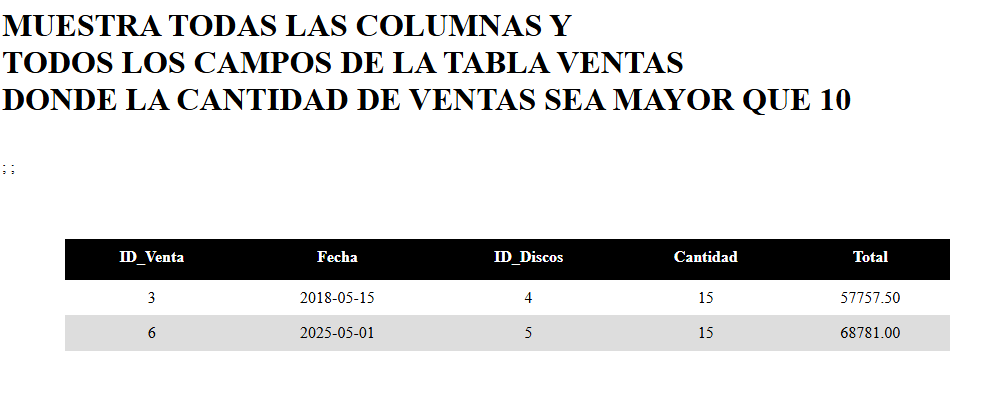 MUESTRA TODAS LAS COLUMNAS Y
TODOS LOS CAMPOS DE LA TABLA VENTAS
DONDE LA CANTIDAD DE VENTAS SEA MAYOR QUE 10
; ;
ID_Venta Fecha ID_Discos Cantidad Total
3 2018-05-15 4 15 57757.50
6 2025-05-01 5 15 68781.00